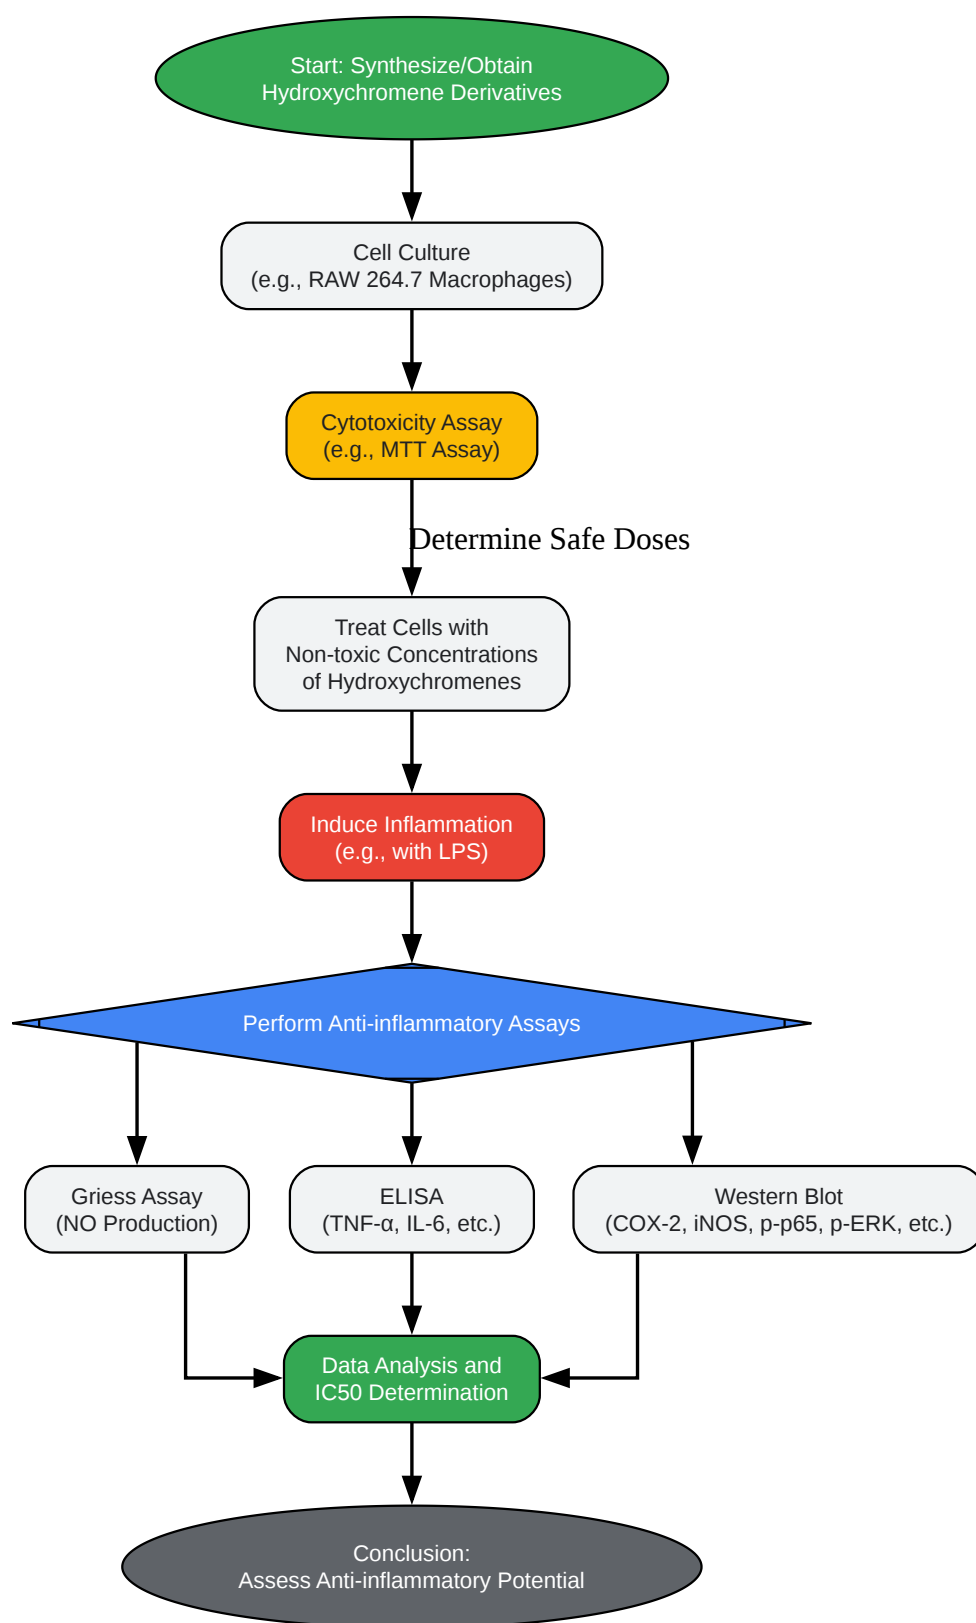 Start: Synthesize/Obtain
Hydroxychromene Derivatives
Cell Culture
(e.g., RAW 264.7 Macrophages)
Cytotoxicity Assay
(e.g., MTT Assay)
Determine Safe Doses
Treat Cells with
Non-toxic Concentrations
of Hydroxychromenes
Induce Inflammation
(e.g., with LPS)
Perform Anti-inflammatory Assays
Griess Assay
(NO Production)
ELISA
(TNF-α, IL-6, etc.)
Western Blot
(COX-2, iNOS, p-p65, p-ERK, etc.)
Data Analysis and
IC50 Determination
Conclusion:
Assess Anti-inflammatory Potential